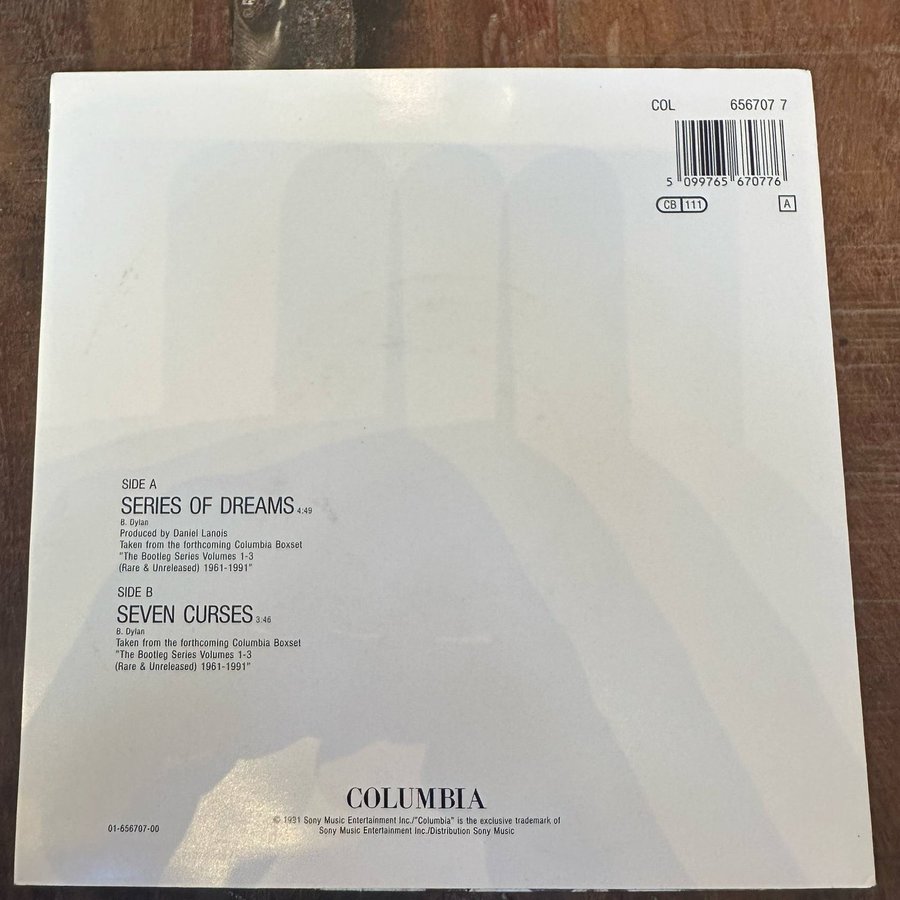 COL 656707 7
5 099765 670776
CB 111 A
SIDE A
SERIES OF DREAMS 4:49
B. Dylan
Produced by Daniel Lanois
Taken from the forthcoming Columbia Boxset
"The Bootleg Series Volumes 1-3
(Rare & Unreleased) 1961-1991"
SIDE B
SEVEN CURSES 3:46
B. Dylan
Taken from the forthcoming Columbia Boxset
"The Bootleg Series Volumes 1-3
(Rare & Unreleased) 1961-1991"
COLUMBIA
© 1991 Sony Music Entertainment Inc./"Columbia" is the exclusive trademark of
Sony Music Entertainment Inc./Distribution Sony Music
01-656707-00